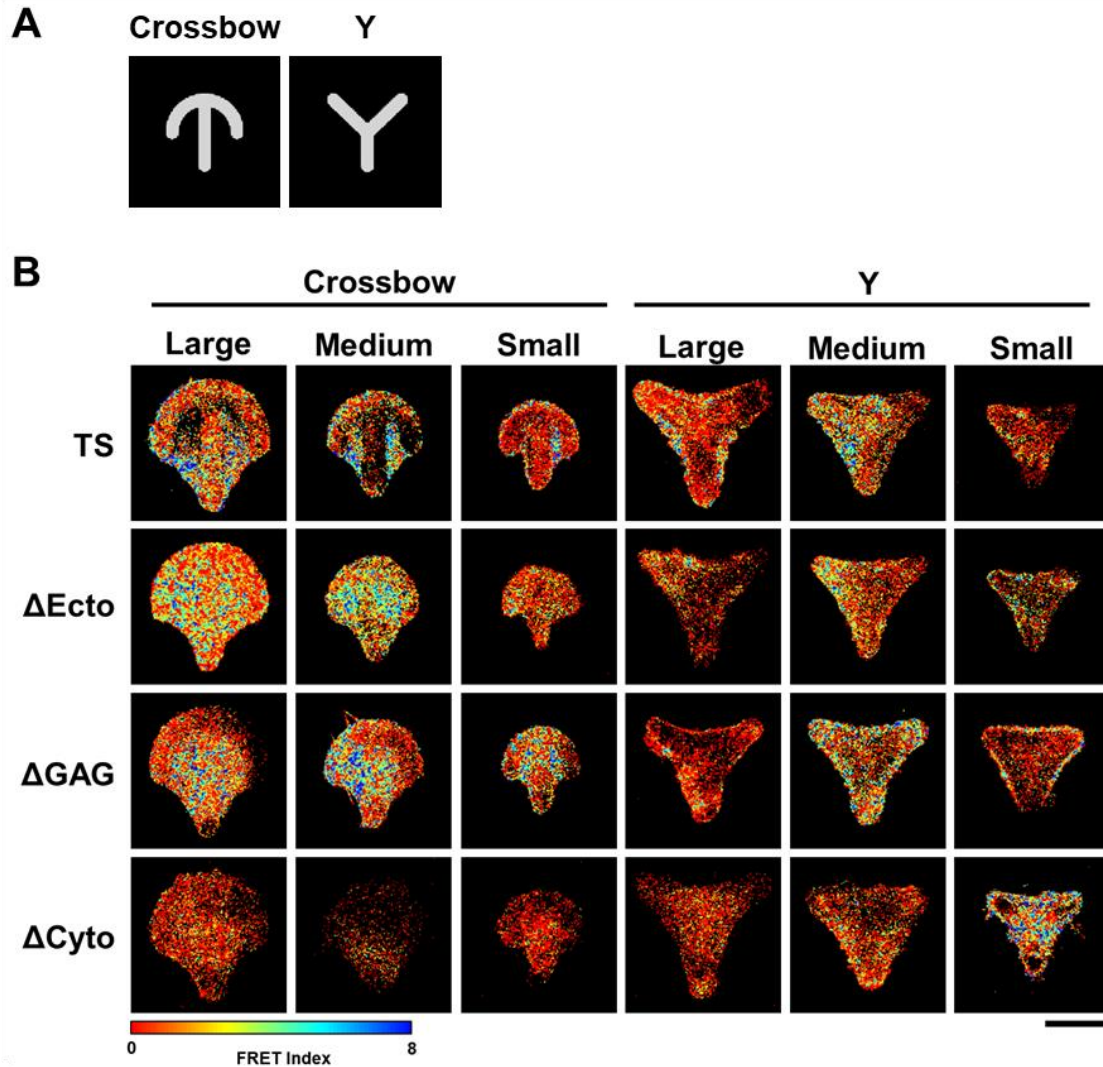 A
Crossbow Y
B
Crossbow Y
Large Medium Small Large Medium Small
TS
ΔEcto
ΔGAG
ΔCyto
0 8
FRET Index